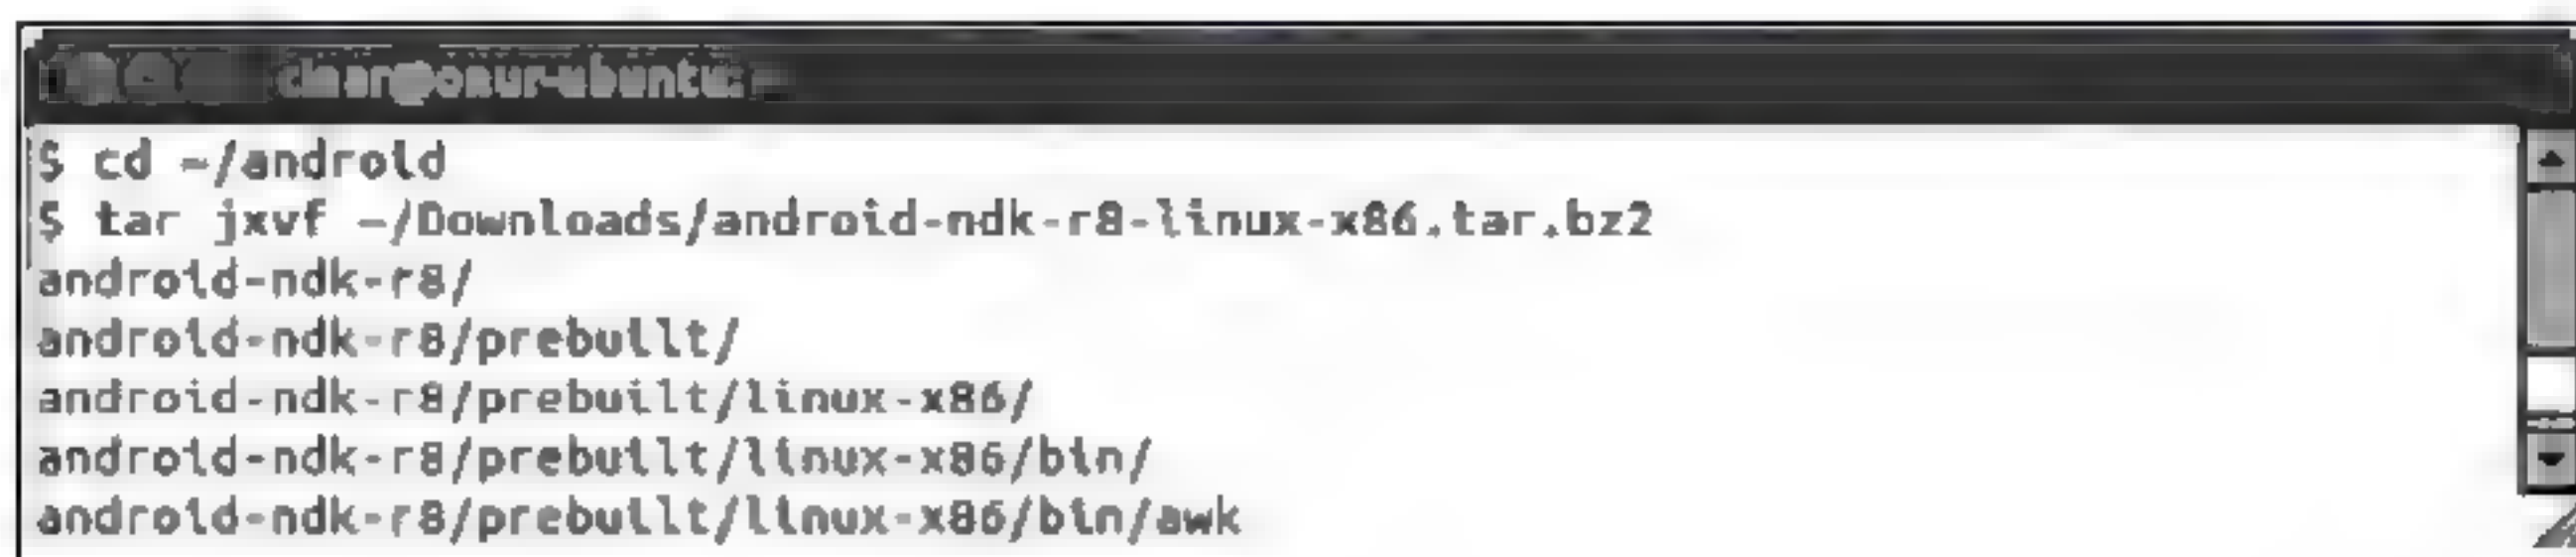 $ cd ~/android
$ tar jxvf ~/Downloads/android-ndk-r8-linux-x86.tar.bz2
android-ndk-r8/
android-ndk-r8/prebuilt/
android-ndk-r8/prebuilt/linux-x86/
android-ndk-r8/prebuilt/linux-x86/bin/
android-ndk-r8/prebuilt/linux-x86/bin/awk